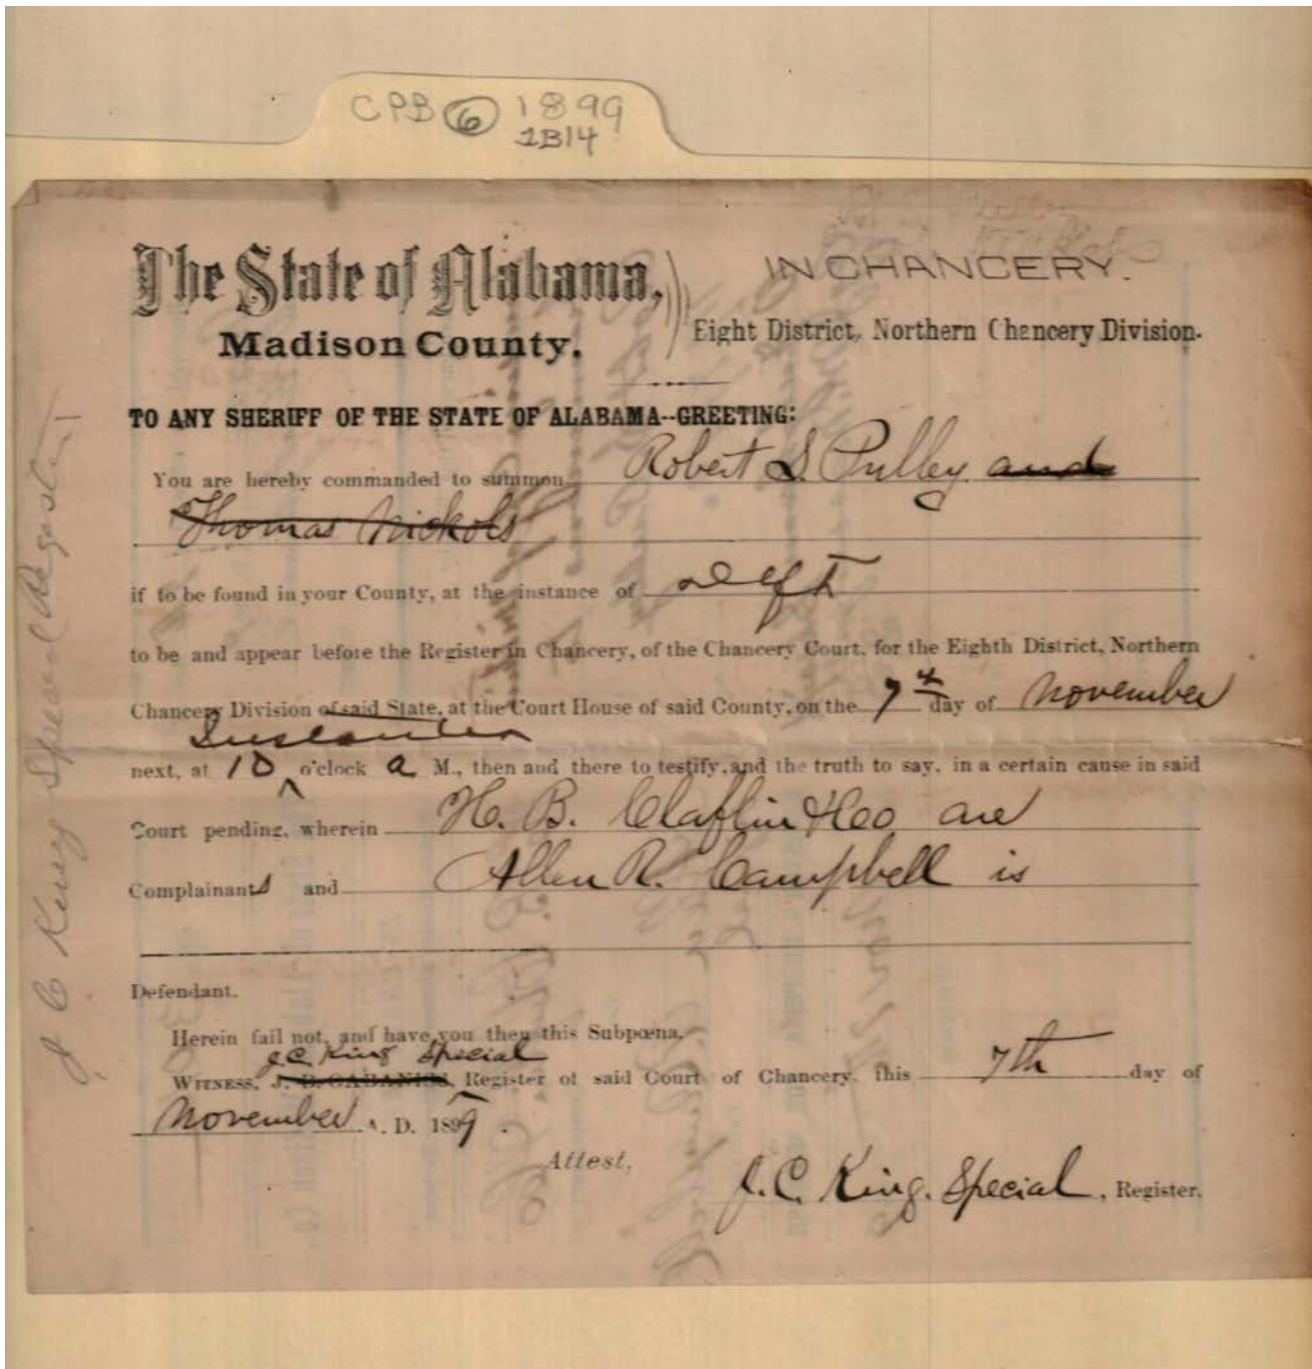 CPB 6 1899
1B14
The State of Alabama,
Madison County.
IN CHANCERY.
Eight District, Northern Chancery Division.
TO ANY SHERIFF OF THE STATE OF ALABAMA--GREETING:
You are hereby commanded to summon Robert S. Pulley and
Thomas Nickols
if to be found in your County, at the instance of Deft
to be and appear before the Register in Chancery, of the Chancery Court, for the Eighth District, Northern
Chancery Division of said State, at the Court House of said County, on the 7th day of November
Instanter
next, at 10 o'clock a M., then and there to testify, and the truth to say, in a certain cause in said
Court pending, wherein H. B. Claflin & Co are
Complainants and Allen R. Campbell is
Defendant.
Herein fail not, and have you then this Subpœna.
J C King Special
WITNESS, J. B. CABANISS, Register of said Court of Chancery, this 7th day of
November A. D. 1899.
Attest,
J. C. King. Special, Register.
J C King Special Register